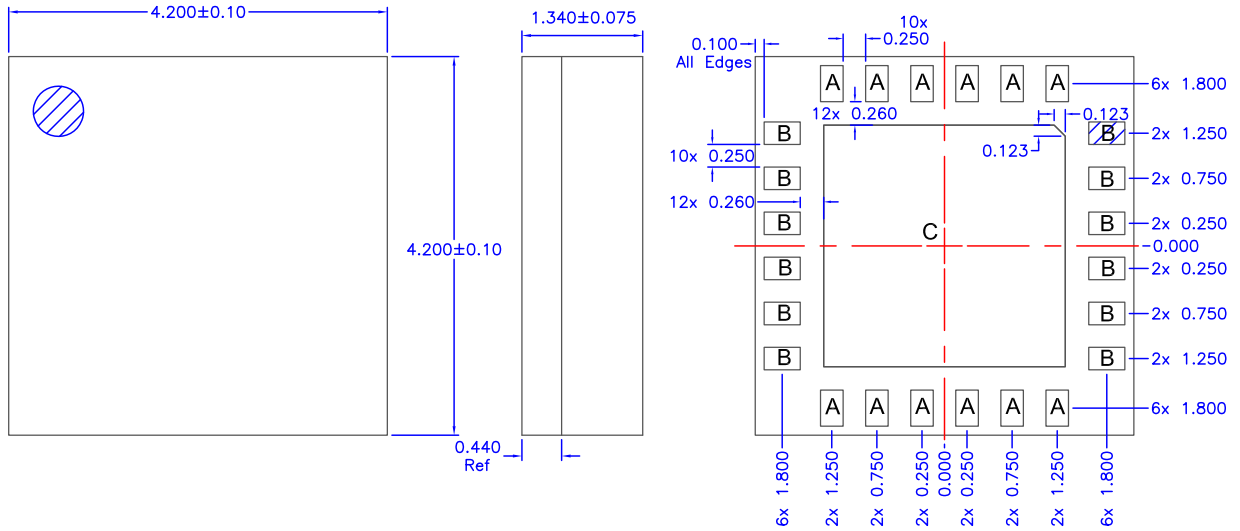 4.200±0.10
4.200±0.10
1.340±0.075
0.440
Ref
10x
0.250
0.100
All Edges
A A A A A A
6x 1.800
12x 0.260
0.123
0.123
B
B
2x 1.250
10x 0.250
B
B
2x 0.750
12x 0.260
B
B
2x 0.250
C
0.000
B
B
2x 0.250
B
B
2x 0.750
B
B
2x 1.250
A A A A A A
6x 1.800
6x 1.800
2x 1.250
2x 0.750
2x 0.250
0.000
2x 0.250
2x 0.750
2x 1.250
6x 1.800